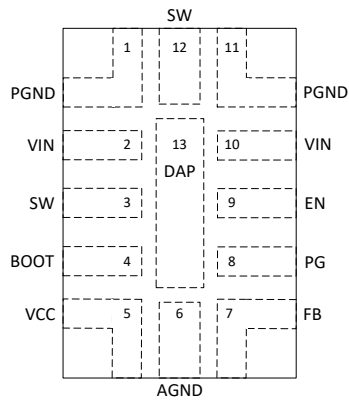 SW
1 12 11
PGND PGND
VIN 2 13 10 VIN
DAP
SW 3 9 EN
BOOT 4 8 PG
VCC 5 6 7 FB
AGND